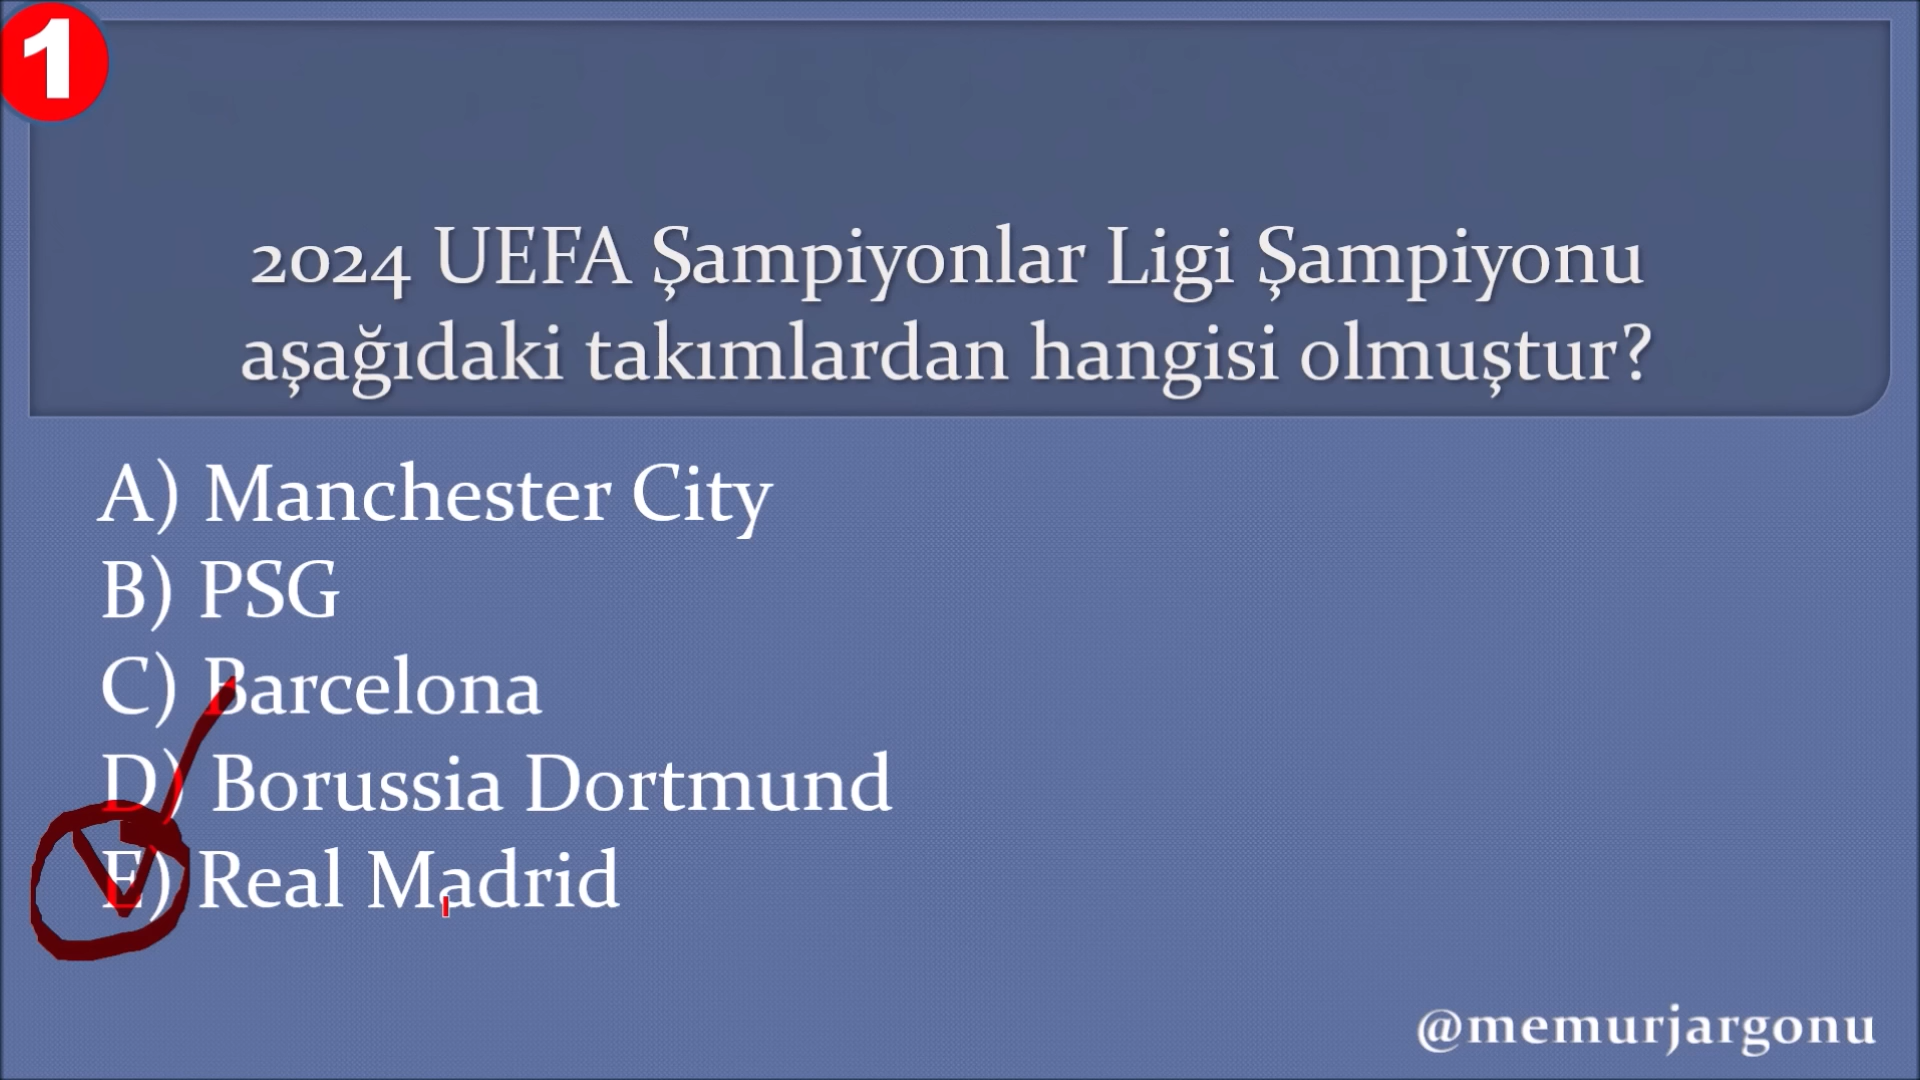 1
2024 UEFA Şampiyonlar Ligi Şampiyonu
aşağıdaki takımlardan hangisi olmuştur?
A) Manchester City
B) PSG
C) Barcelona
D) Borussia Dortmund
E) Real Madrid
@memurjargonu